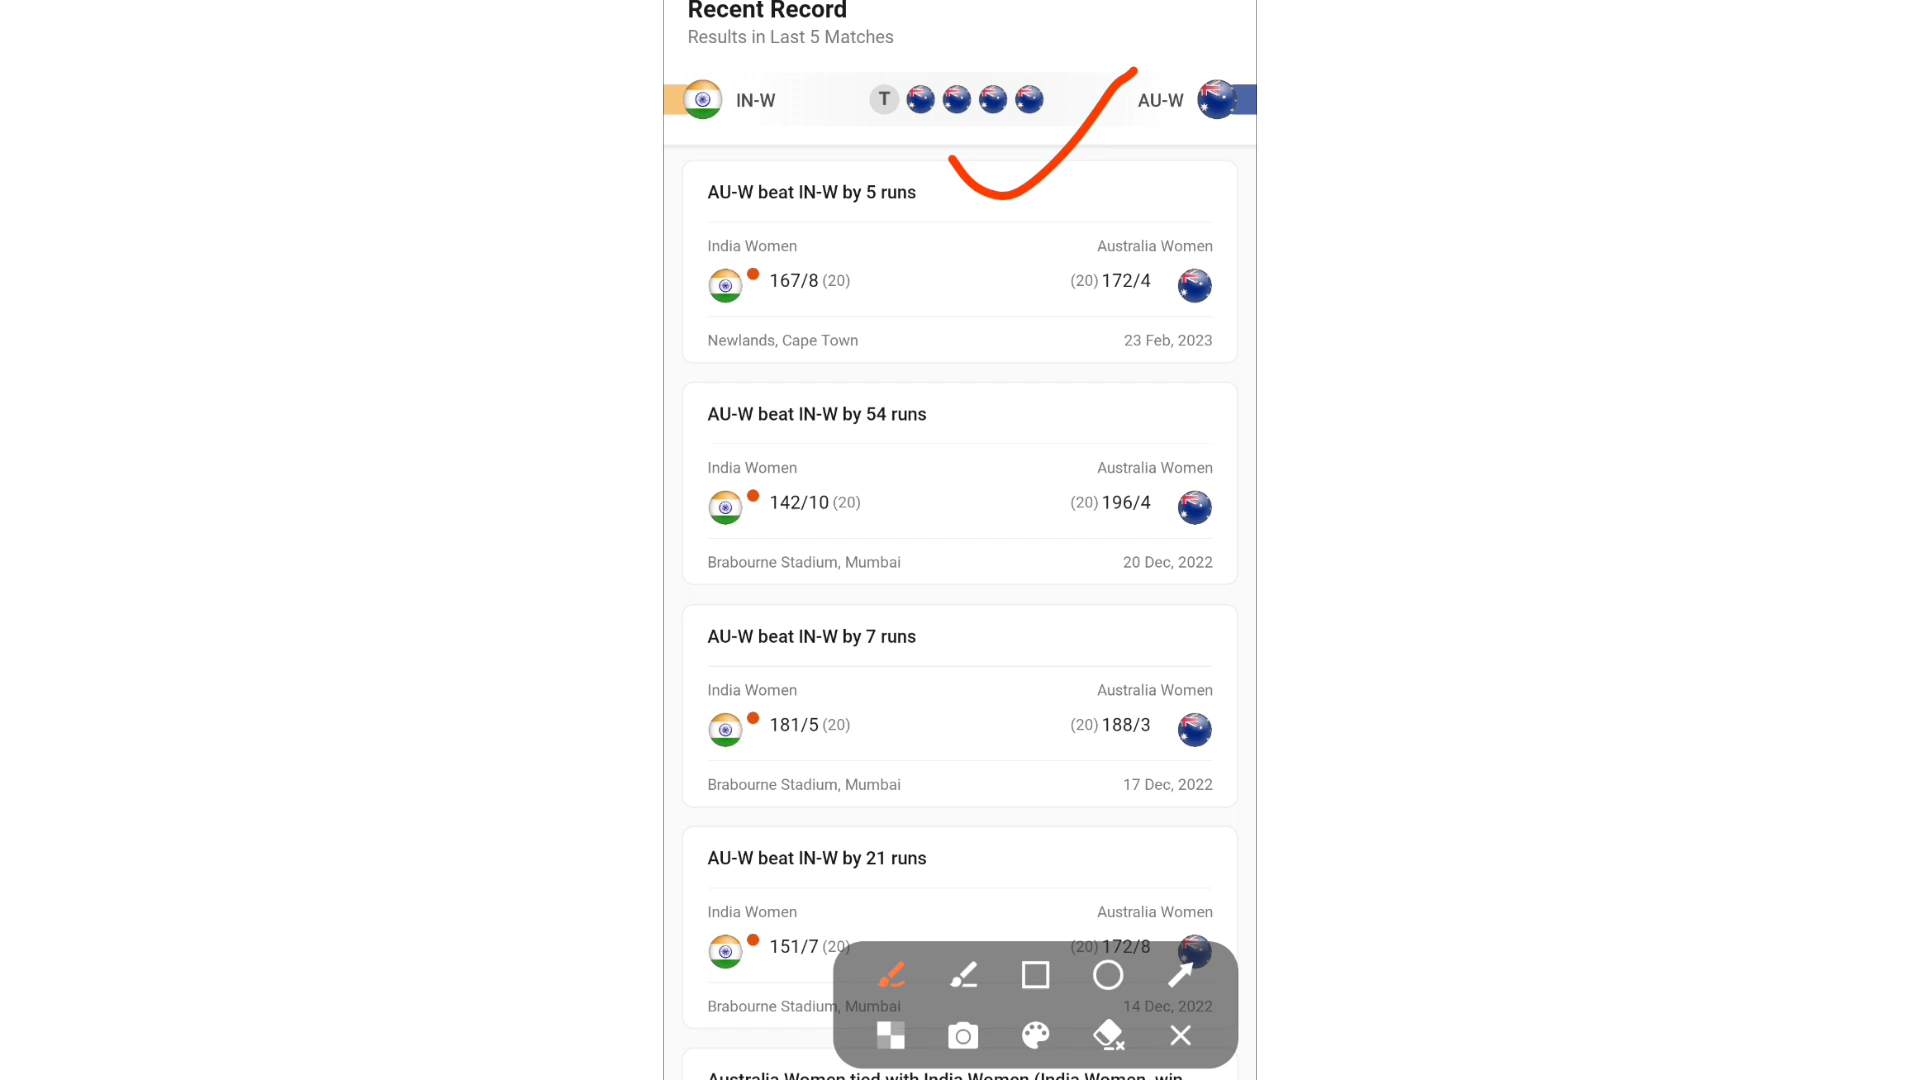 Recent Record
Results in Last 5 Matches
IN-W T AU-W
AU-W beat IN-W by 5 runs
India Women Australia Women
167/8 (20) (20) 172/4
Newlands, Cape Town 23 Feb, 2023
AU-W beat IN-W by 54 runs
India Women Australia Women
142/10 (20) (20) 196/4
Brabourne Stadium, Mumbai 20 Dec, 2022
AU-W beat IN-W by 7 runs
India Women Australia Women
181/5 (20) (20) 188/3
Brabourne Stadium, Mumbai 17 Dec, 2022
AU-W beat IN-W by 21 runs
India Women Australia Women
151/7 (20) (20) 172/8
Brabourne Stadium, Mumbai 14 Dec, 2022
Australia Women tied with India Women (India Women win